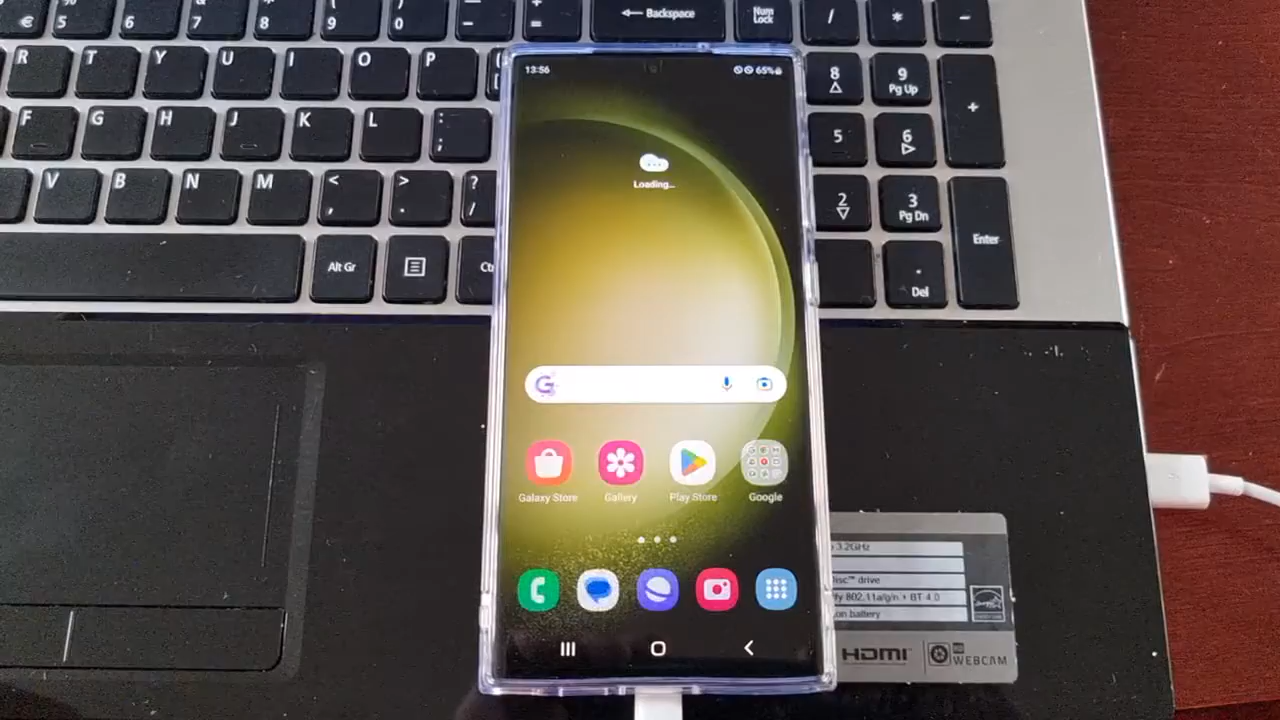 € 5
6
7
8
9
0
Backspace
Num Lock
/
*
-
R T Y U I O P
F G H J K L : ;
V B N M < , > . ? /
Alt Gr
8
9 Pg Up
+
5
6
2
3 Pg Dn
Enter
. Del
13:56
65%
Loading...
G
Galaxy Store
Gallery
Play Store
Google
3.2GHz
Disc™ drive
802.11a/g/n + BT 4.0
battery
HDMI
HD WEBCAM